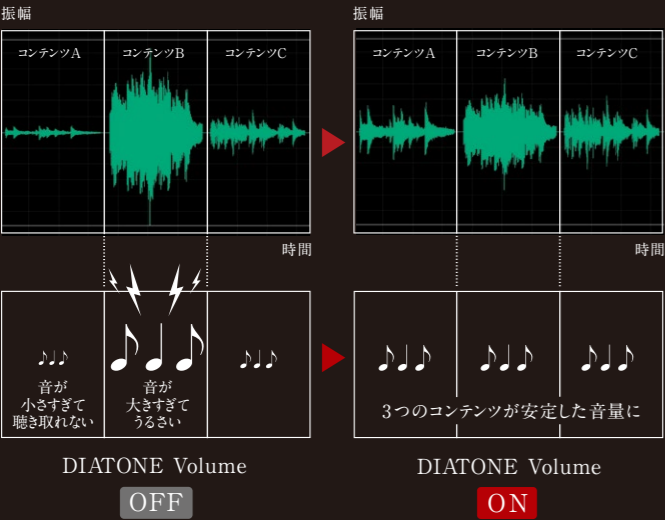 振幅
コンテンツA
コンテンツB
コンテンツC
時間
音が
小さすぎて
聴き取れない
音が
大きすぎて
うるさい
DIATONE Volume
OFF
振幅
コンテンツA
コンテンツB
コンテンツC
時間
3つのコンテンツが安定した音量に
DIATONE Volume
ON